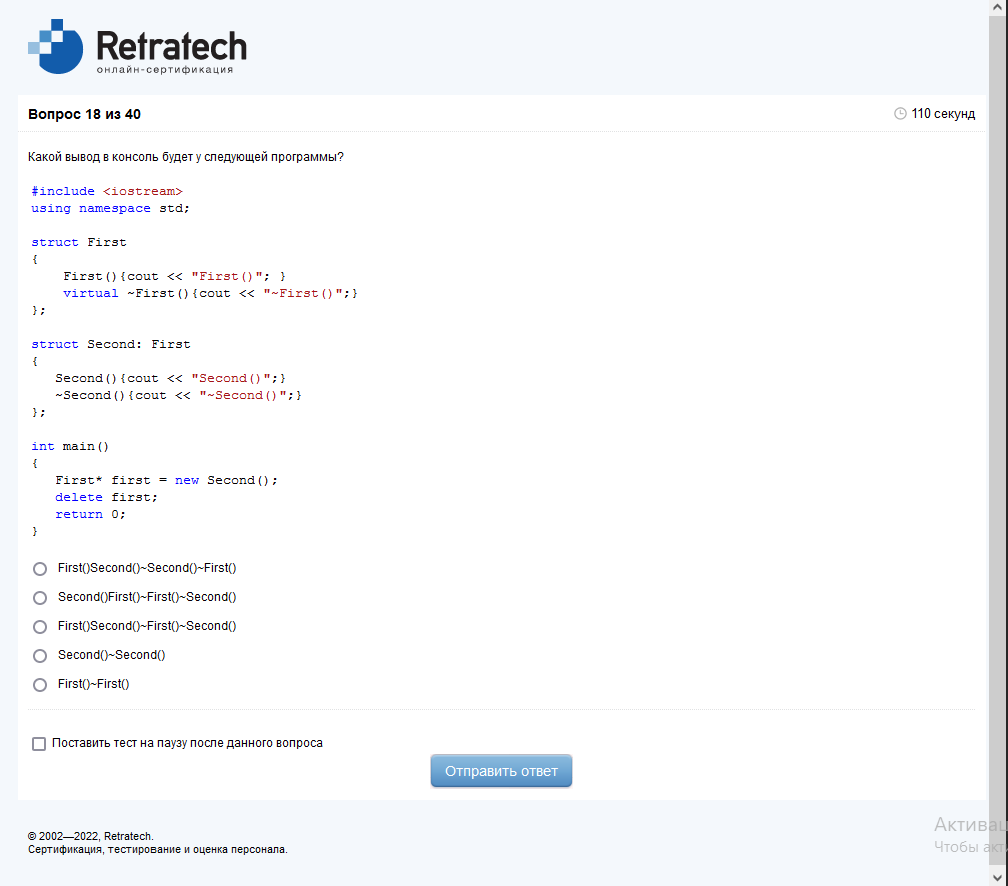 Retratech
онлайн-сертификация
Вопрос 18 из 40
110 секунд
Какой вывод в консоль будет у следующей программы?
#include <iostream>
using namespace std;
struct First
{
First(){cout << "First()"; }
virtual ~First(){cout << "~First()";}
};
struct Second: First
{
Second(){cout << "Second()";}
~Second(){cout << "~Second()";}
};
int main()
{
First* first = new Second();
delete first;
return 0;
}
First()Second()~Second()~First()
Second()First()~First()~Second()
First()Second()~First()~Second()
Second()~Second()
First()~First()
Поставить тест на паузу после данного вопроса
Отправить ответ
© 2002—2022, Retratech.
Сертификация, тестирование и оценка персонала.
Чтобы